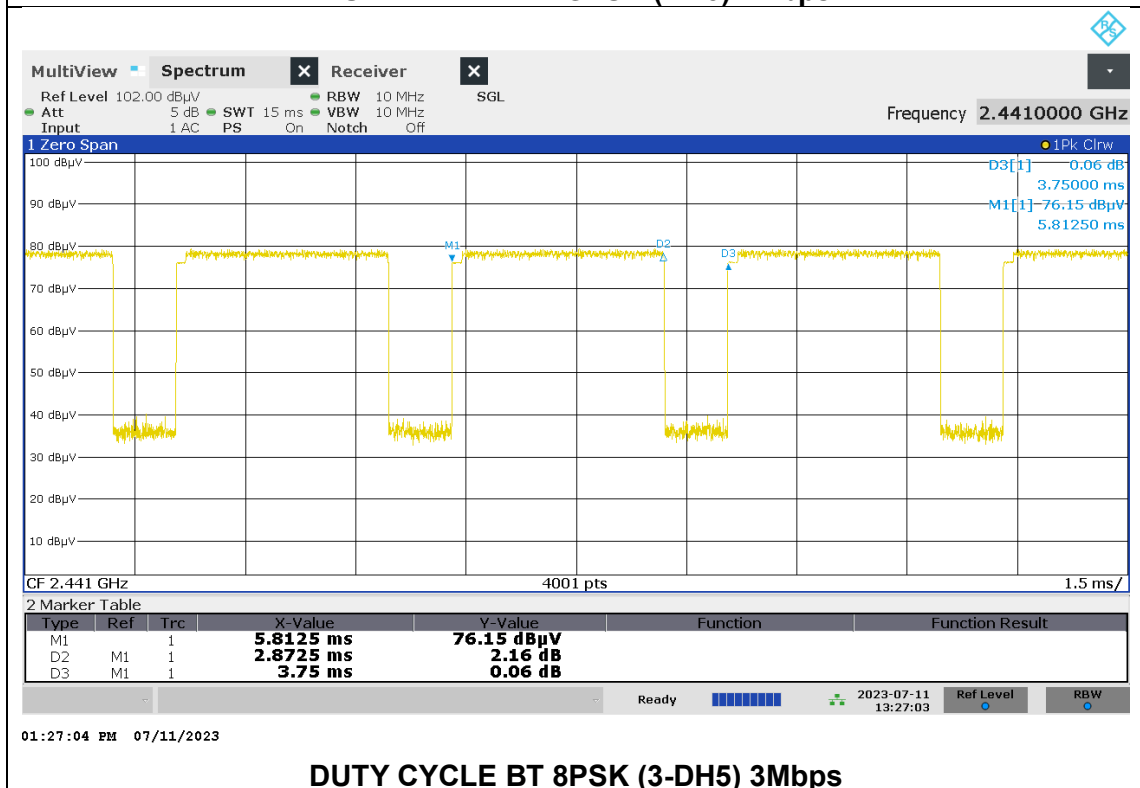 MultiView Spectrum X Receiver X
Ref Level 102.00 dBµV RBW 10 MHz SGL
Att 5 dB SWT 15 ms VBW 10 MHz
Input 1 AC PS On Notch Off
Frequency 2.4410000 GHz
1 Zero Span 1Pk Clrw
100 dBµV
D3[1] 0.06 dB
3.75000 ms
90 dBµV
M1[1] 76.15 dBµV
5.81250 ms
80 dBµV
M1 D2 D3
70 dBµV
60 dBµV
50 dBµV
40 dBµV
30 dBµV
20 dBµV
10 dBµV
CF 2.441 GHz 4001 pts 1.5 ms/
2 Marker Table
Type Ref Trc X-Value Y-Value Function Function Result
M1 1 5.8125 ms 76.15 dBµV
D2 M1 1 2.8725 ms 2.16 dB
D3 M1 1 3.75 ms 0.06 dB
Ready 2023-07-11 13:27:03 Ref Level RBW
01:27:04 PM 07/11/2023
DUTY CYCLE BT 8PSK (3-DH5) 3Mbps